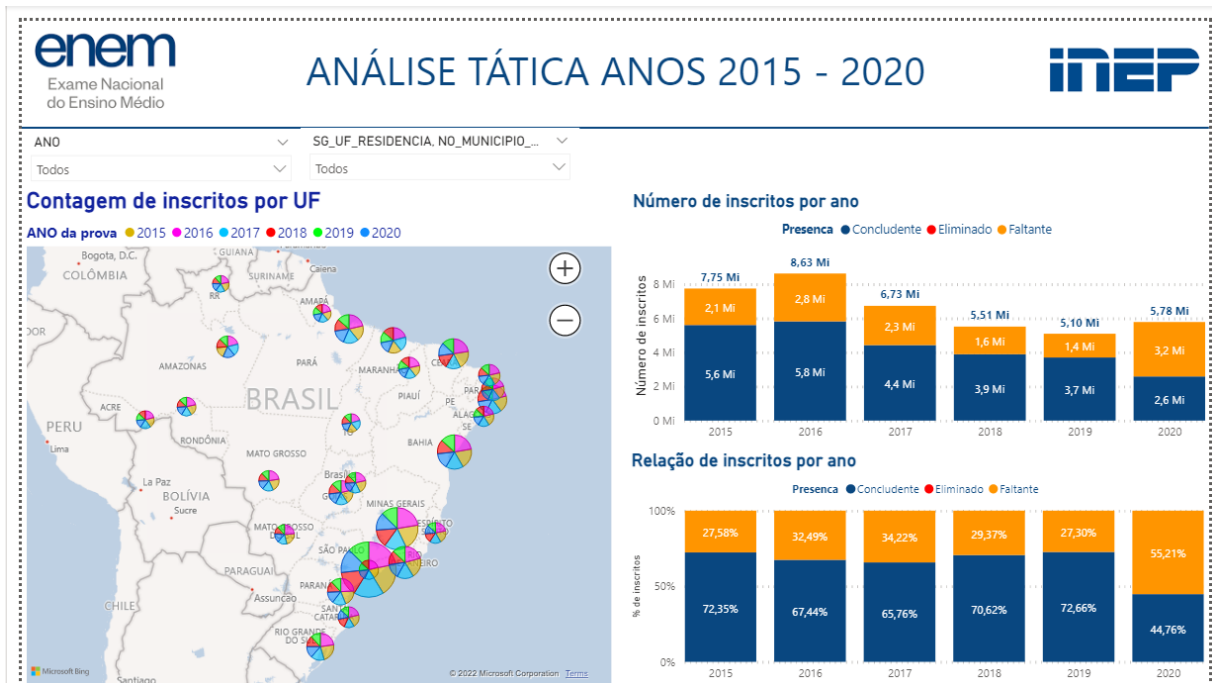 enem
Exame Nacional
do Ensino Médio
ANÁLISE TÁTICA ANOS 2015 - 2020
INEP
ANO
Todos
SG_UF_RESIDENCIA, NO_MUNICIPIO_...
Todos
Contagem de inscritos por UF
ANO da prova 2015 2016 2017 2018 2019 2020
Bogota, D.C.
COLÔMBIA
GUIANA
SURINAME
Caiena
RR
AMAPÁ
AMAZONAS
PARÁ
MARANHÃO
BRASIL
PIAUÍ
PE
SE
ACRE
PERU
Lima
RONDÔNIA
TO
BAHIA
MATO GROSSO
La Paz
BOLÍVIA
Sucre
MINAS GERAIS
SÃO PAULO
PARAGUAI
Assunção
CHILE
Santiago
Microsoft Bing
© 2022 Microsoft Corporation Terms
Número de inscritos por ano
Presenca Concludente Eliminado Faltante
Número de inscritos
8 Mi
6 Mi
4 Mi
2 Mi
0 Mi
7,75 Mi
8,63 Mi
6,73 Mi
5,51 Mi
5,10 Mi
5,78 Mi
2,1 Mi
2,8 Mi
2,3 Mi
1,6 Mi
1,4 Mi
3,2 Mi
5,6 Mi
5,8 Mi
4,4 Mi
3,9 Mi
3,7 Mi
2,6 Mi
2015 2016 2017 2018 2019 2020
Relação de inscritos por ano
Presenca Concludente Eliminado Faltante
% de inscritos
100%
50%
0%
27,58%
32,49%
34,22%
29,37%
27,30%
55,21%
72,35%
67,44%
65,76%
70,62%
72,66%
44,76%
2015 2016 2017 2018 2019 2020